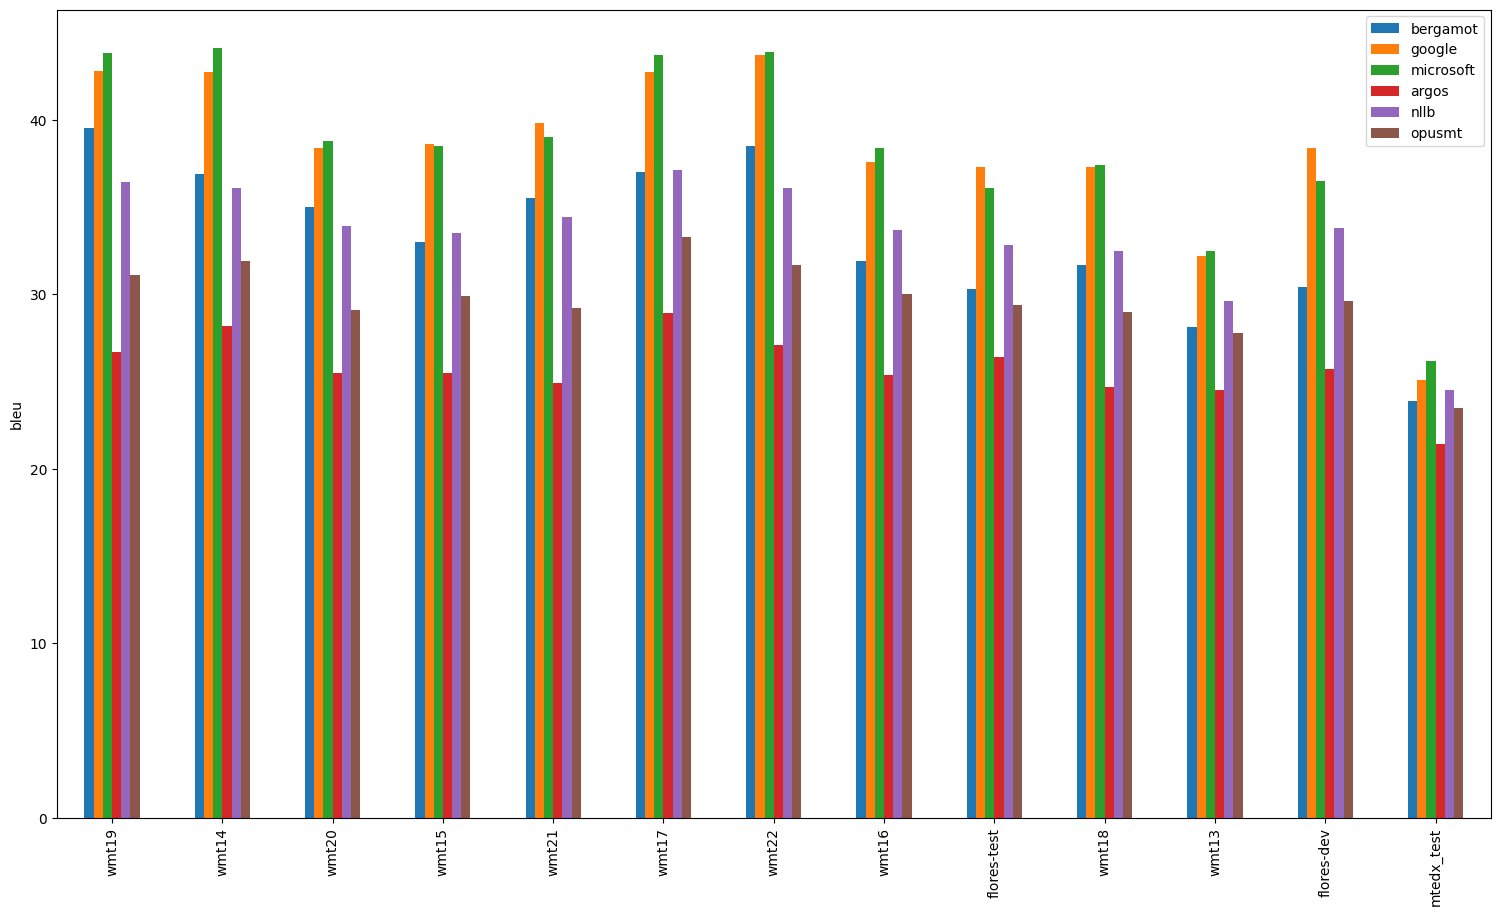 bergamot
google
microsoft
argos
nllb
opusmt
bleu
40
30
20
10
0
wmt19
wmt14
wmt20
wmt15
wmt21
wmt17
wmt22
wmt16
flores-test
wmt18
wmt13
flores-dev
mtedx_test